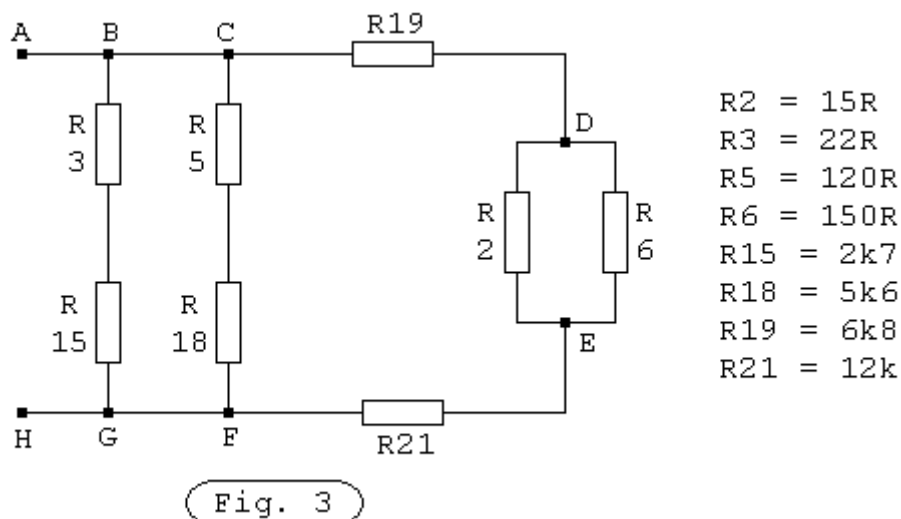 R19
A
B
C
R
3
R
5
D
R
2
R
6
R
15
R
18
E
H
G
F
R21
R2 = 15R
R3 = 22R
R5 = 120R
R6 = 150R
R15 = 2k7
R18 = 5k6
R19 = 6k8
R21 = 12k
Fig. 3